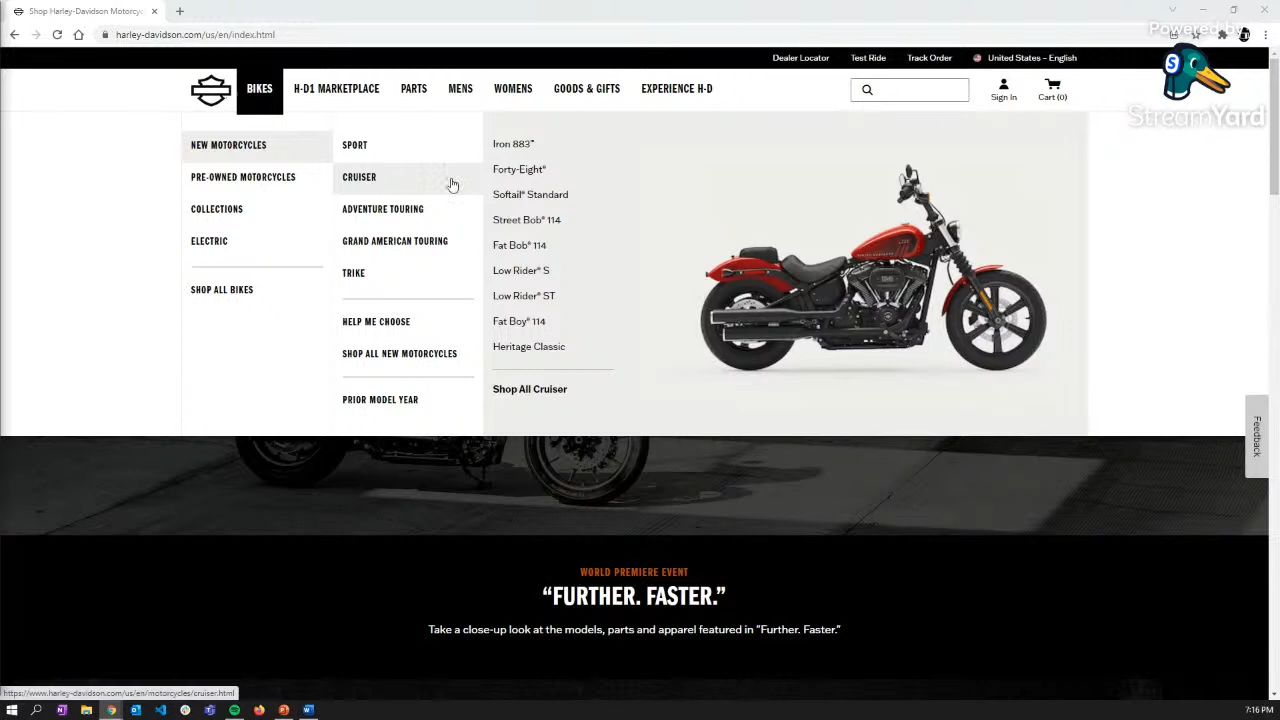 Shop Harley-Davidson Motorcyc
harley-davidson.com/us/en/index.html
Powered by
Dealer Locator Test Ride Track Order United States – English
BIKES H-D1 MARKETPLACE PARTS MENS WOMENS GOODS & GIFTS EXPERIENCE H-D
Sign In Cart (0)
S
StreamYard
NEW MOTORCYCLES
PRE-OWNED MOTORCYCLES
COLLECTIONS
ELECTRIC
SHOP ALL BIKES
SPORT
CRUISER
ADVENTURE TOURING
GRAND AMERICAN TOURING
TRIKE
HELP ME CHOOSE
SHOP ALL NEW MOTORCYCLES
PRIOR MODEL YEAR
Iron 883™
Forty-Eight®
Softail® Standard
Street Bob® 114
Fat Bob® 114
Low Rider® S
Low Rider® ST
Fat Boy® 114
Heritage Classic
Shop All Cruiser
Feedback
WORLD PREMIERE EVENT
“FURTHER. FASTER.”
Take a close-up look at the models, parts and apparel featured in "Further. Faster."
https://www.harley-davidson.com/us/en/motorcycles/cruiser.html
7:16 PM